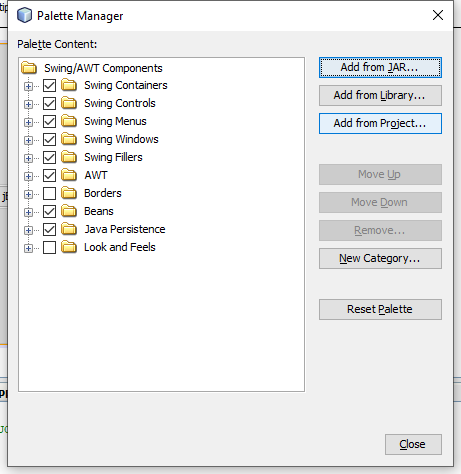 Palette Manager
Palette Content:
Swing/AWT Components
Swing Containers
Swing Controls
Swing Menus
Swing Windows
Swing Fillers
AWT
Borders
Beans
Java Persistence
Look and Feels
Add from JAR...
Add from Library...
Add from Project...
Move Up
Move Down
Remove...
New Category...
Reset Palette
Close